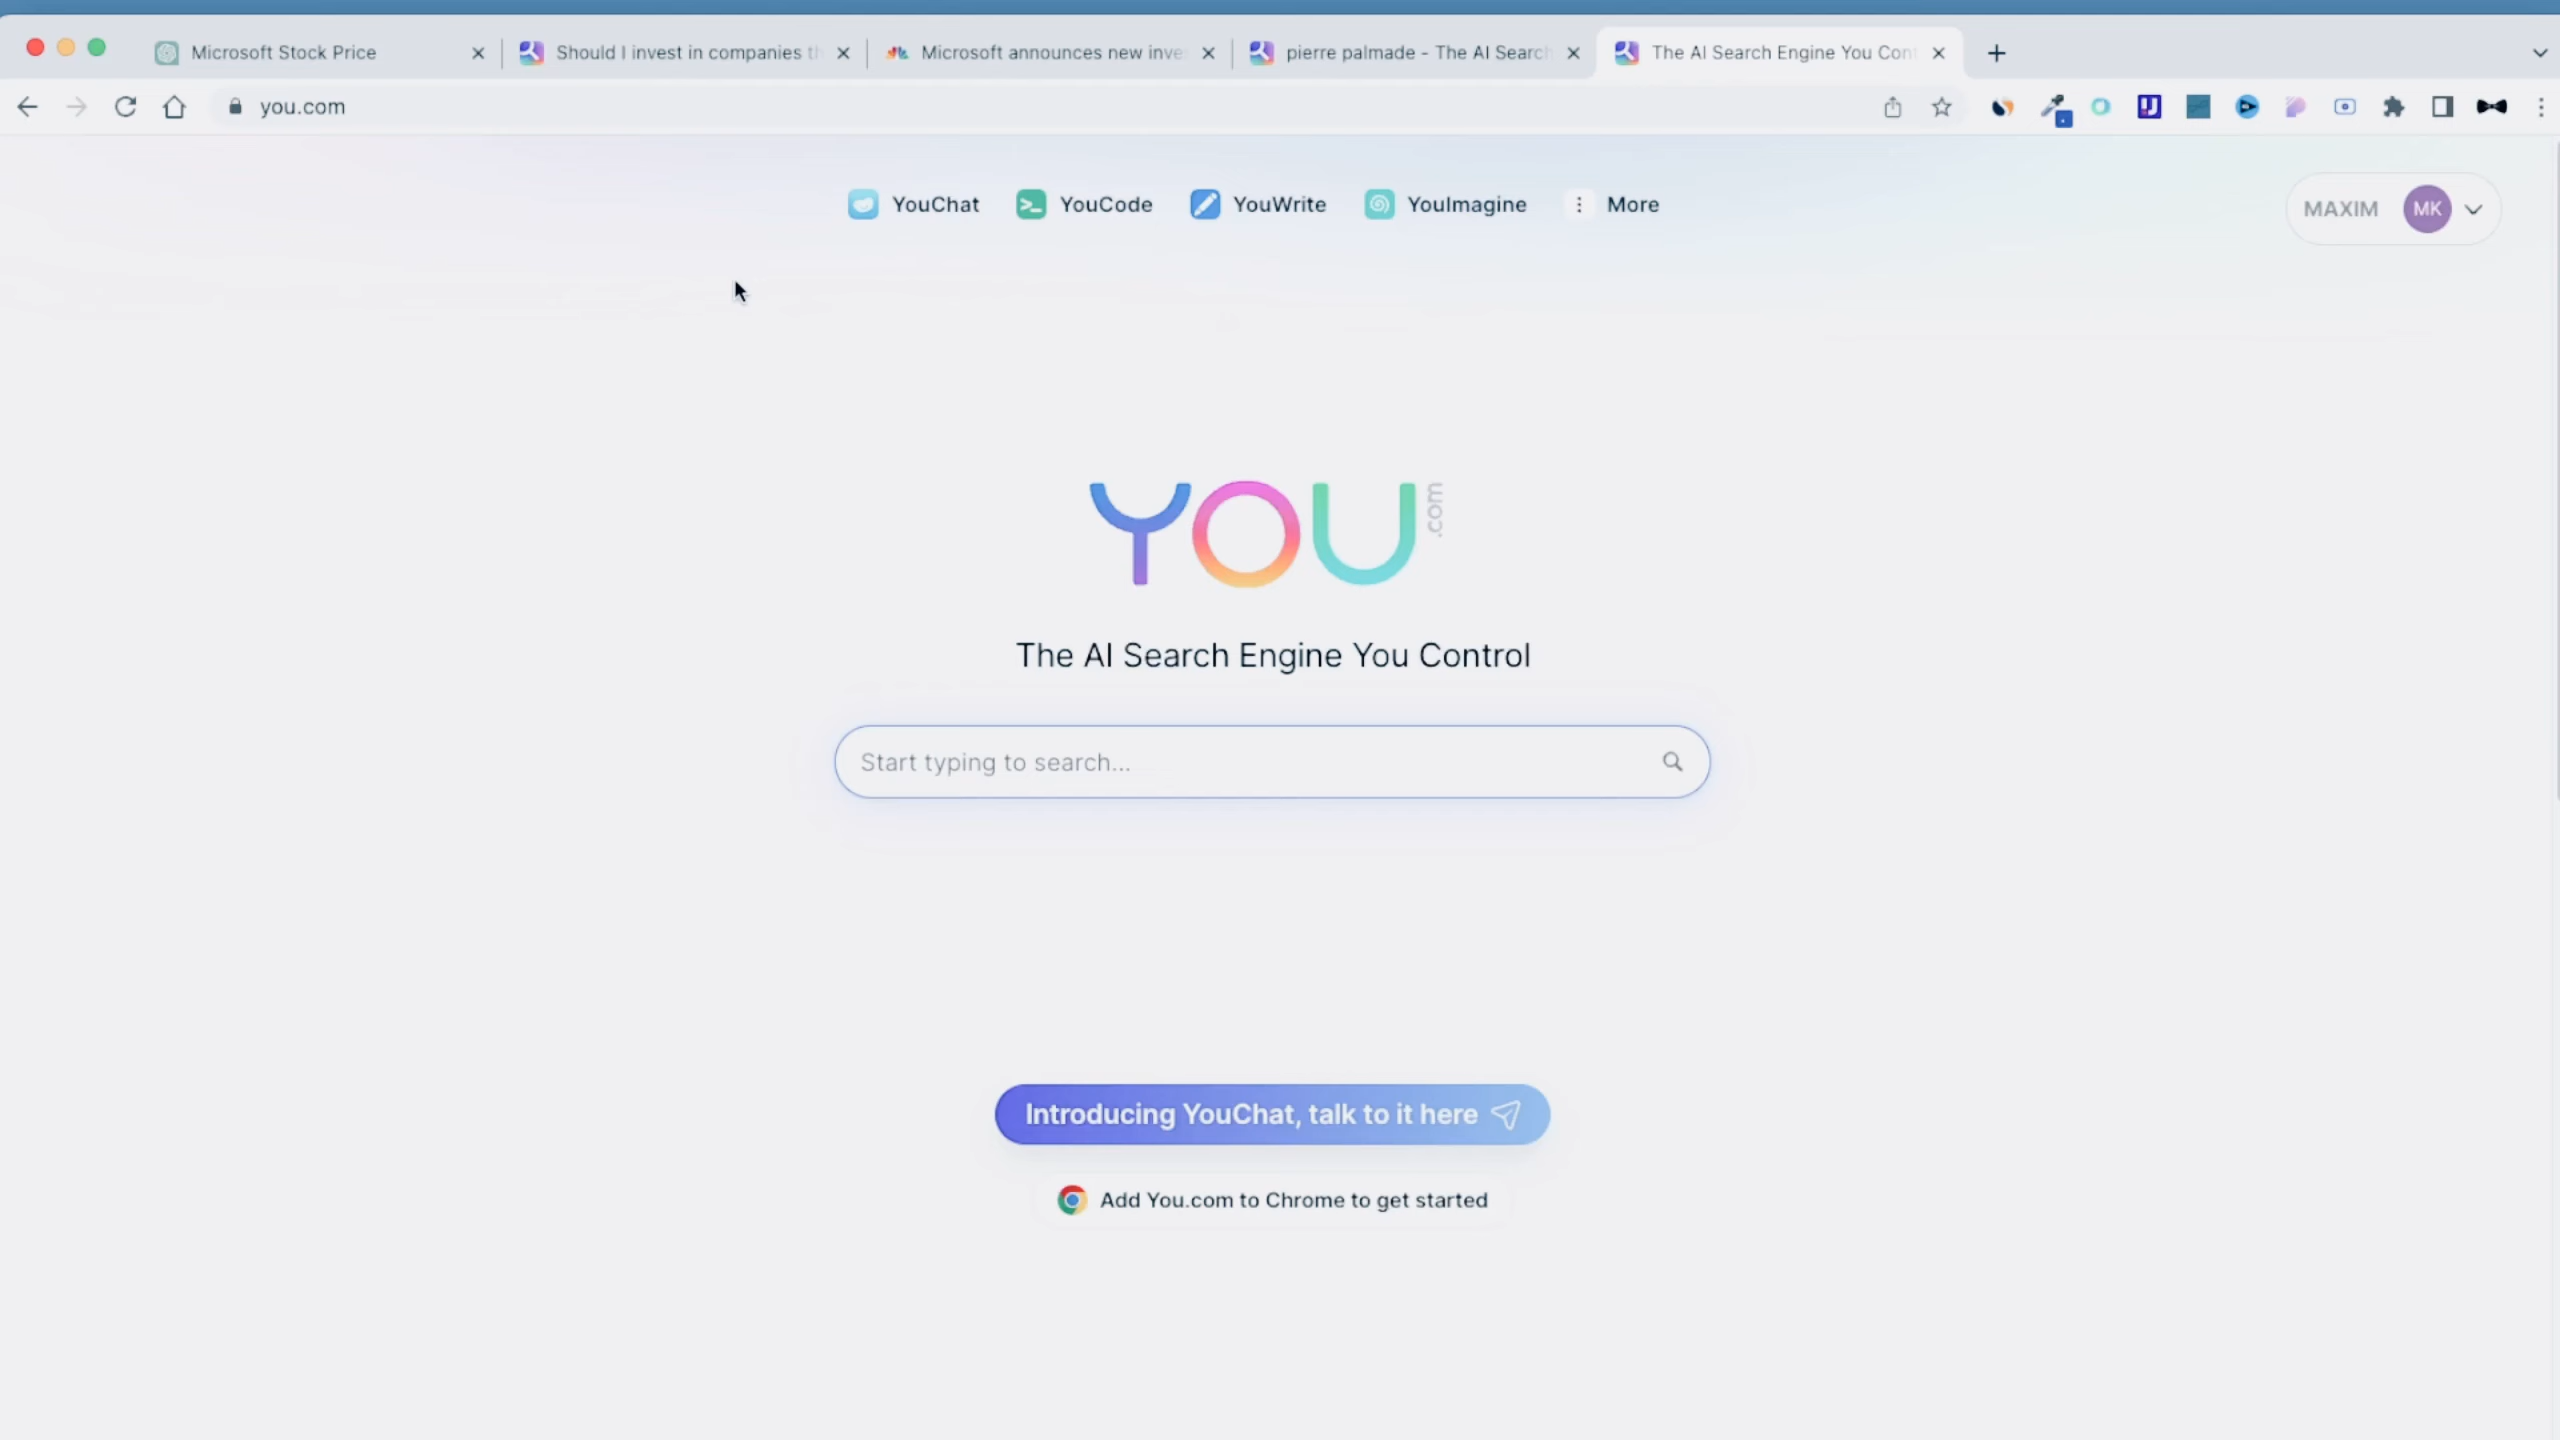 Microsoft Stock Price
Should I invest in companies th
Microsoft announces new inve
pierre palmade - The AI Search
The AI Search Engine You Con
you.com
YouChat
YouCode
YouWrite
YouImagine
More
MAXIM
MK
YOU
.com
The AI Search Engine You Control
Start typing to search...
Introducing YouChat, talk to it here
Add You.com to Chrome to get started